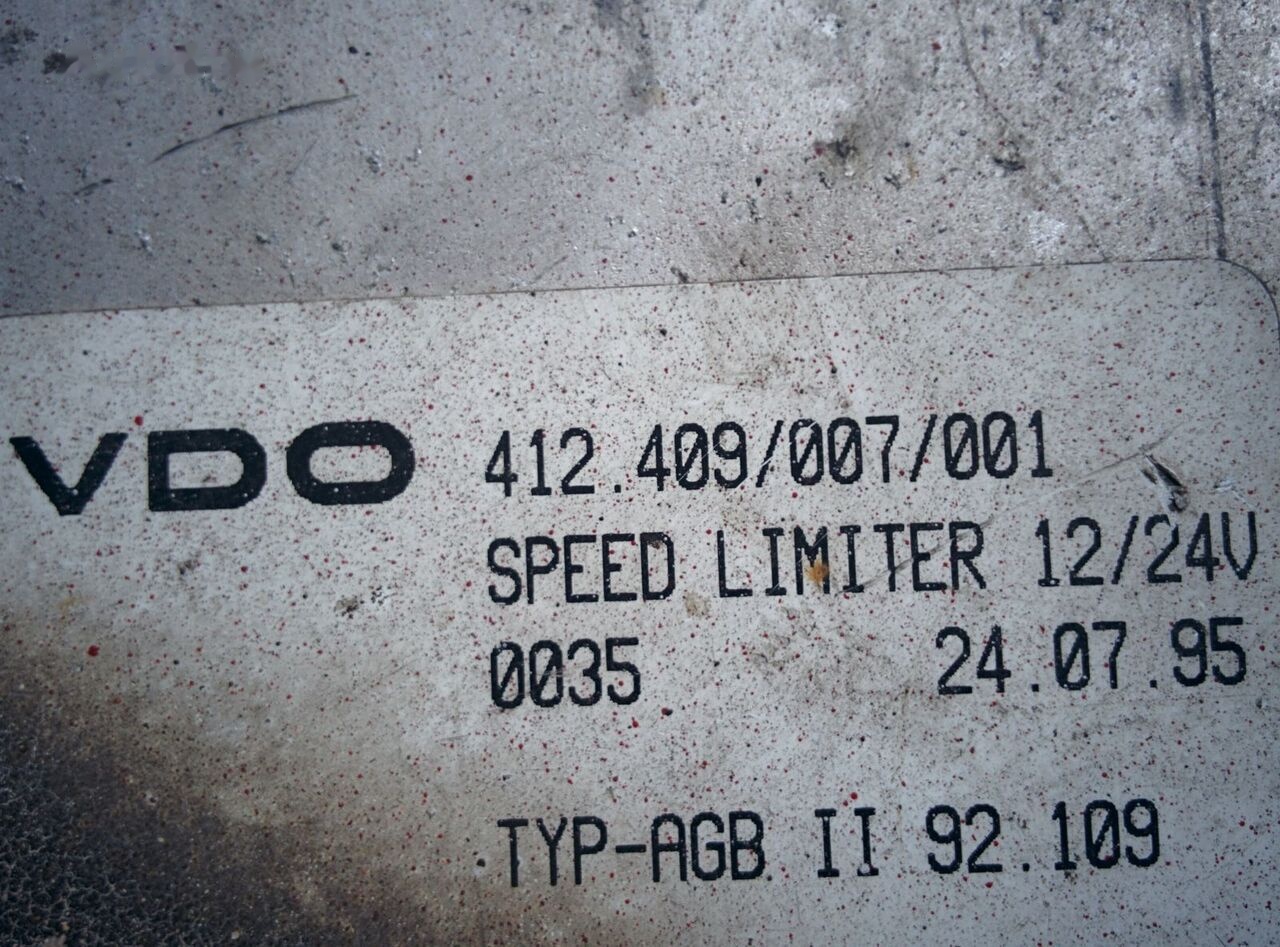 VDO 412.409/007/001
SPEED LIMITER 12/24V
0035 24.07.95
TYP-AGB II 92.109